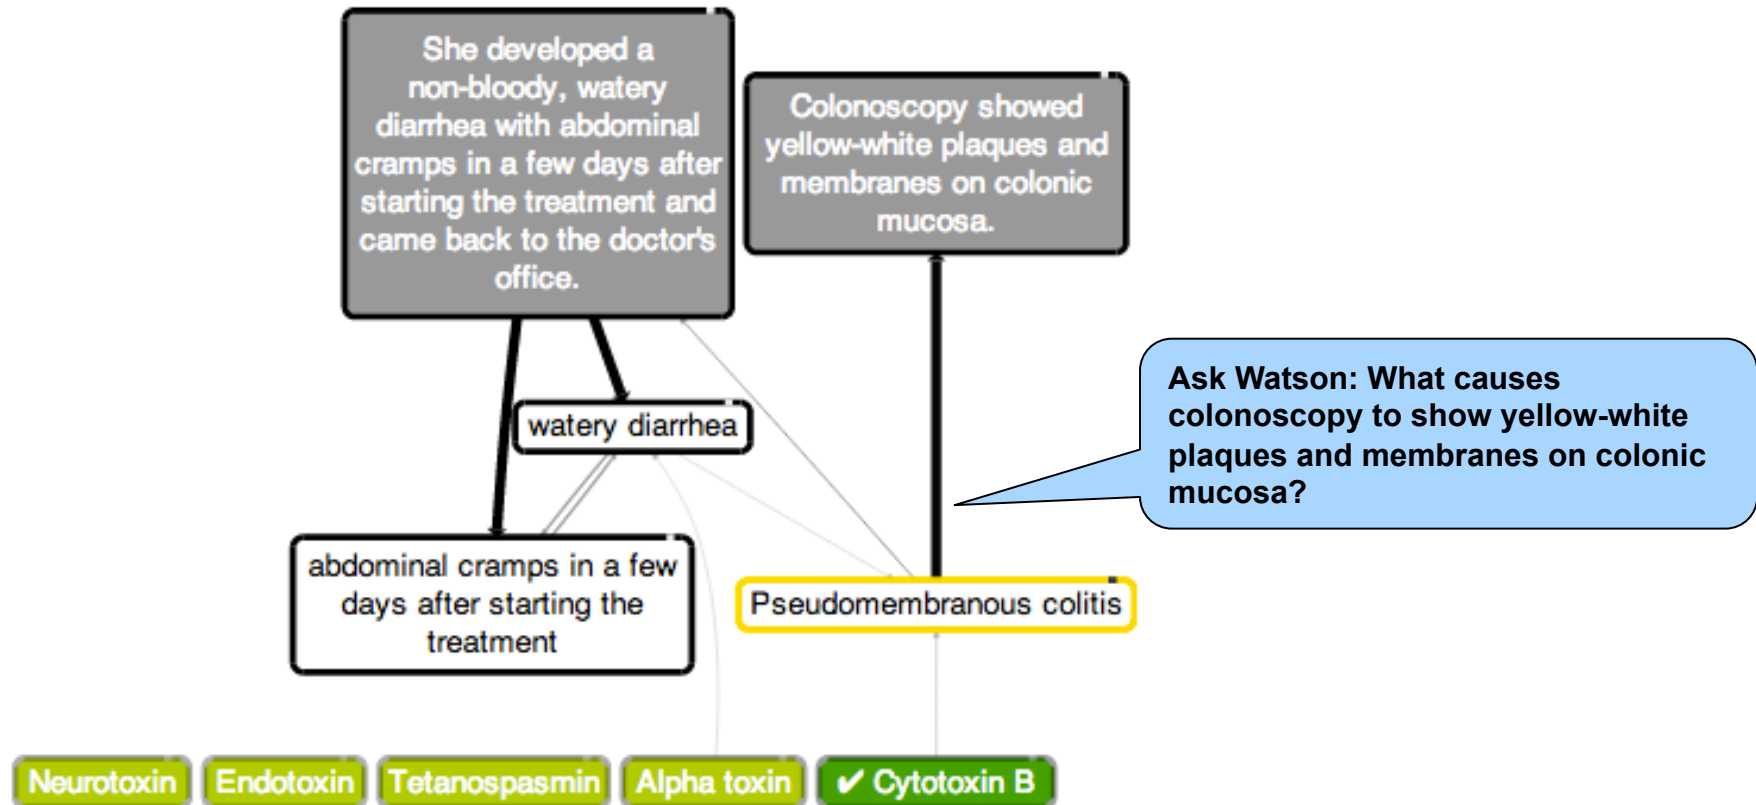 She developed a
non-bloody, watery
diarrhea with abdominal
cramps in a few days after
starting the treatment and
came back to the doctor's
office.
Colonoscopy showed
yellow-white plaques and
membranes on colonic
mucosa.
Ask Watson: What causes
colonoscopy to show yellow-white
plaques and membranes on colonic
mucosa?
watery diarrhea
abdominal cramps in a few
days after starting the
treatment
Pseudomembranous colitis
Neurotoxin
Endotoxin
Tetanospasmin
Alpha toxin
✔ Cytotoxin B